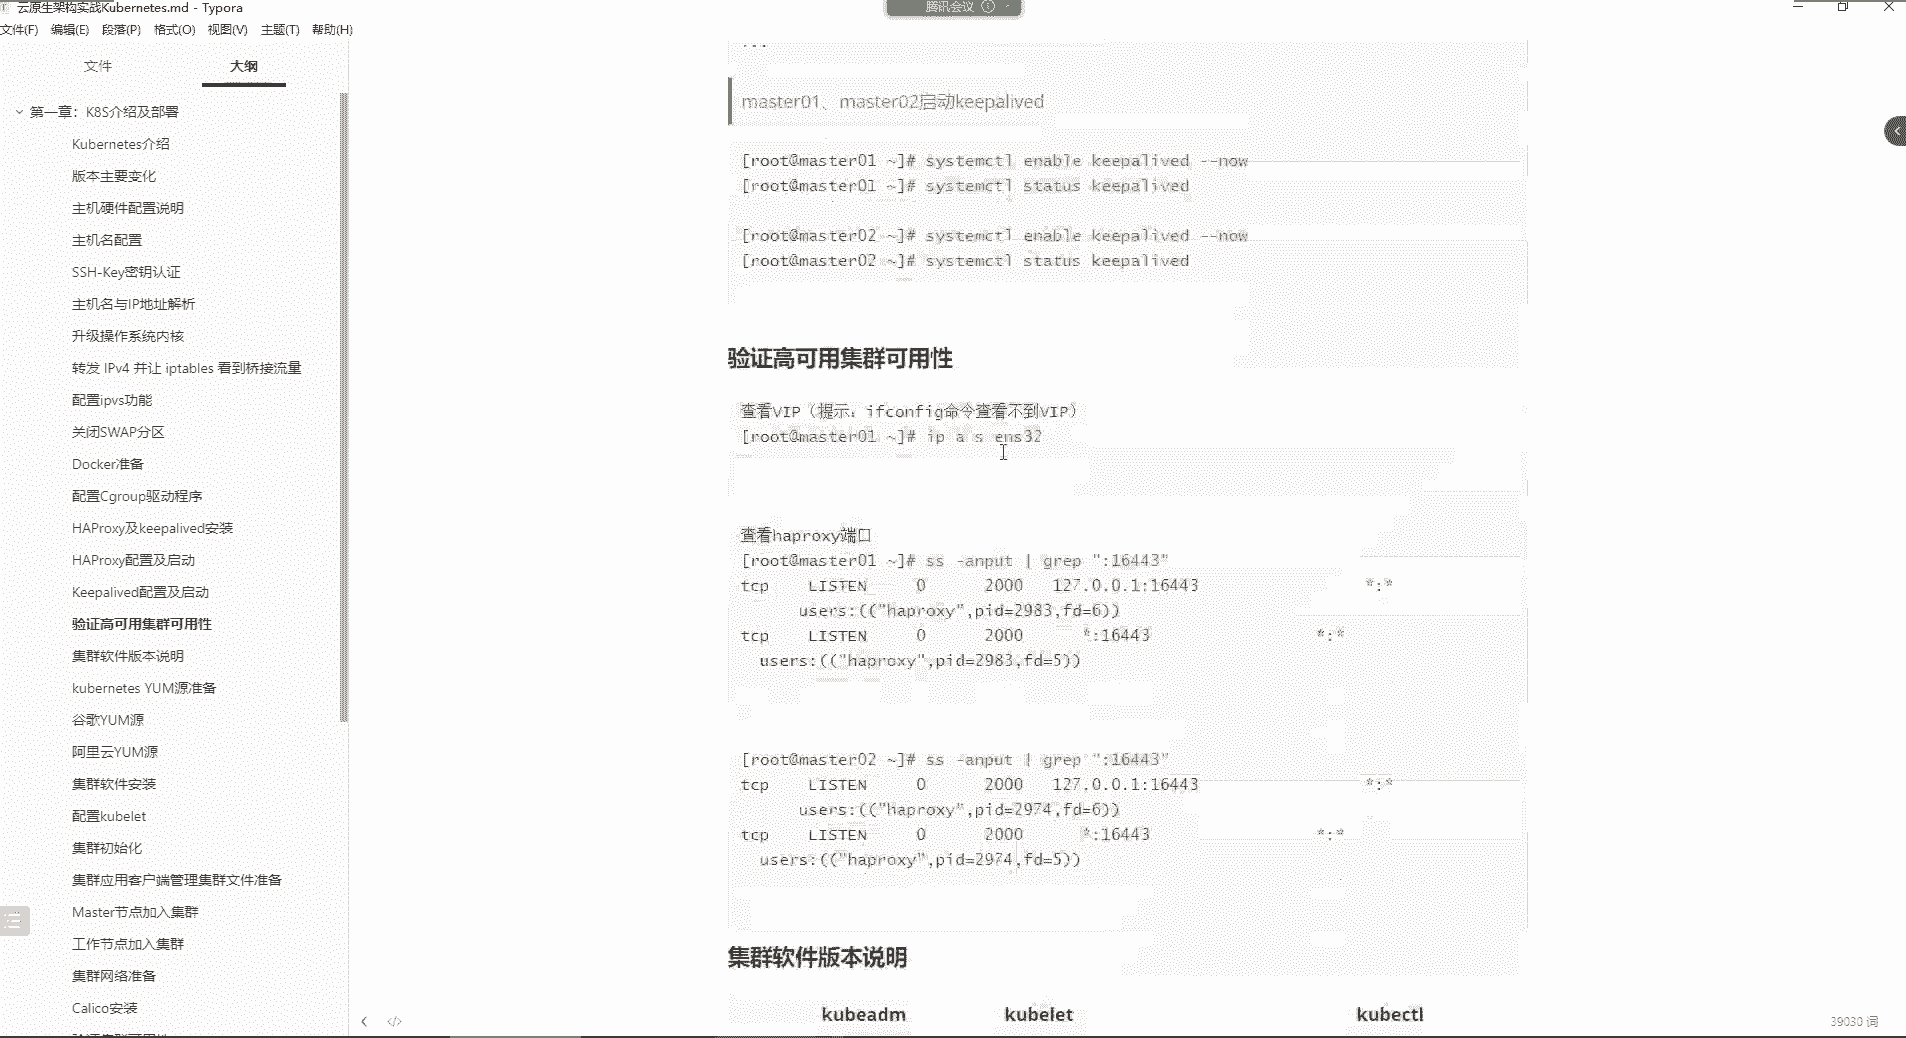 云原生架构实战Kubernetes.md - Typora
腾讯会议
文件(F) 编辑(E) 段落(P) 格式(O) 视图(V) 主题(T) 帮助(H)
文件 大纲
第一章：K8S介绍及部署
Kubernetes介绍
版本主要变化
主机硬件配置说明
主机名配置
SSH-Key密钥认证
主机名与IP地址解析
升级操作系统内核
转发 IPv4 并让 iptables 看到桥接流量
配置ipvs功能
关闭SWAP分区
Docker准备
配置Cgroup驱动程序
HAProxy及keepalived安装
HAProxy配置及启动
Keepalived配置及启动
验证高可用集群可用性
集群软件版本说明
kubernetes YUM源准备
谷歌YUM源
阿里云YUM源
集群软件安装
配置kubelet
集群初始化
集群应用客户端管理集群文件准备
Master节点加入集群
工作节点加入集群
集群网络准备
Calico安装
master01、master02启动keepalived
[root@master01 ~]# systemctl enable keepalived --now
[root@master01 ~]# systemctl status keepalived
[root@master02 ~]# systemctl enable keepalived --now
[root@master02 ~]# systemctl status keepalived
验证高可用集群可用性
查看VIP（提示：ifconfig命令查看不到VIP）
[root@master01 ~]# ip a s ens32
查看haproxy端口
[root@master01 ~]# ss -anput | grep ":16443"
tcp LISTEN 0 2000 127.0.0.1:16443 *:*
users:(("haproxy",pid=2983,fd=6))
tcp LISTEN 0 2000 *:16443 *:*
users:(("haproxy",pid=2983,fd=5))
[root@master02 ~]# ss -anput | grep ":16443"
tcp LISTEN 0 2000 127.0.0.1:16443 *:*
users:(("haproxy",pid=2974,fd=6))
tcp LISTEN 0 2000 *:16443 *:*
users:(("haproxy",pid=2974,fd=5))
集群软件版本说明
kubeadm kubelet kubectl
39030 词